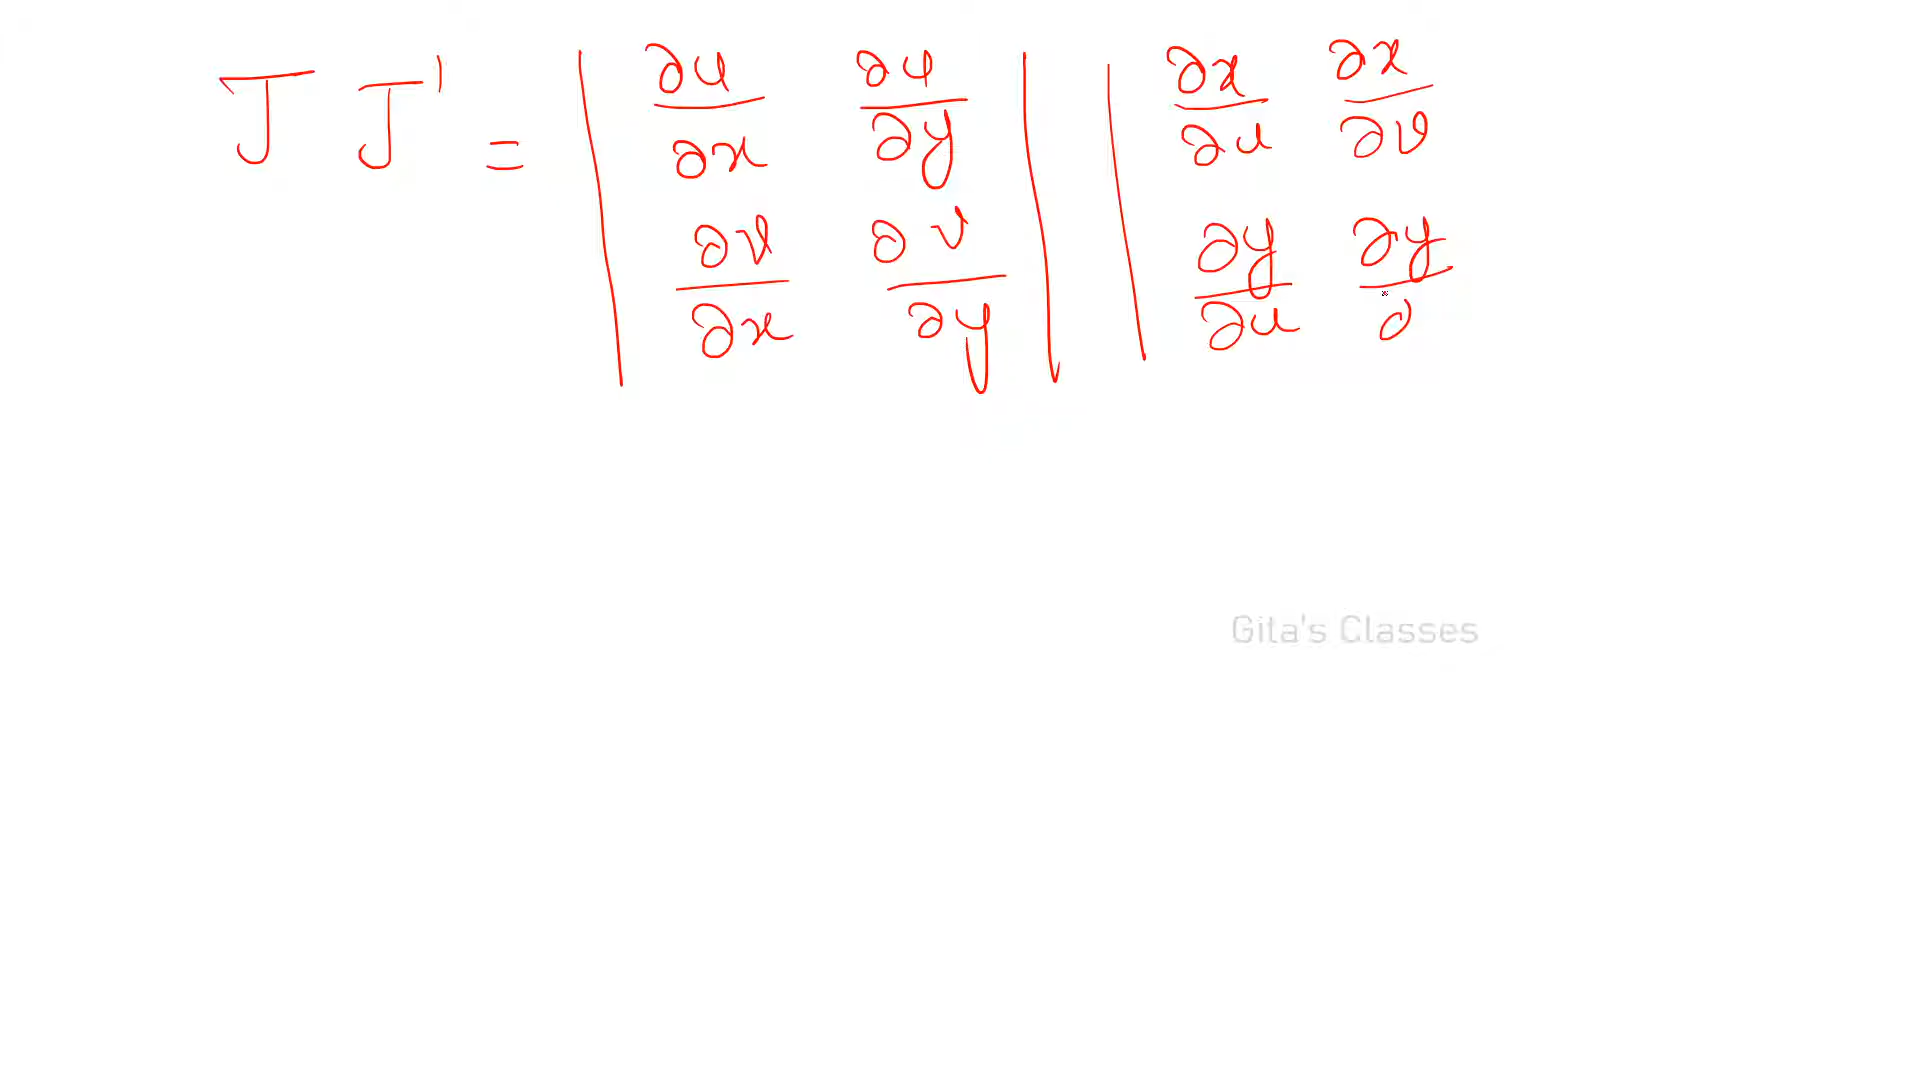 J J' = | ∂u/∂x ∂u/∂y | | ∂x/∂u ∂x/∂v
| ∂v/∂x ∂v/∂y | | ∂y/∂u ∂y/∂
Gita's Classes